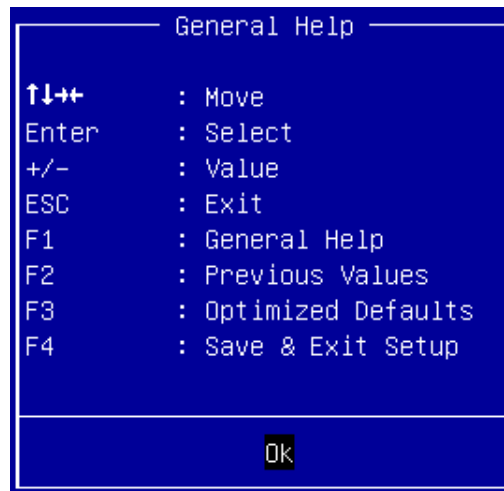 General Help
↑↓→← : Move
Enter : Select
+/- : Value
ESC : Exit
F1 : General Help
F2 : Previous Values
F3 : Optimized Defaults
F4 : Save & Exit Setup
Ok